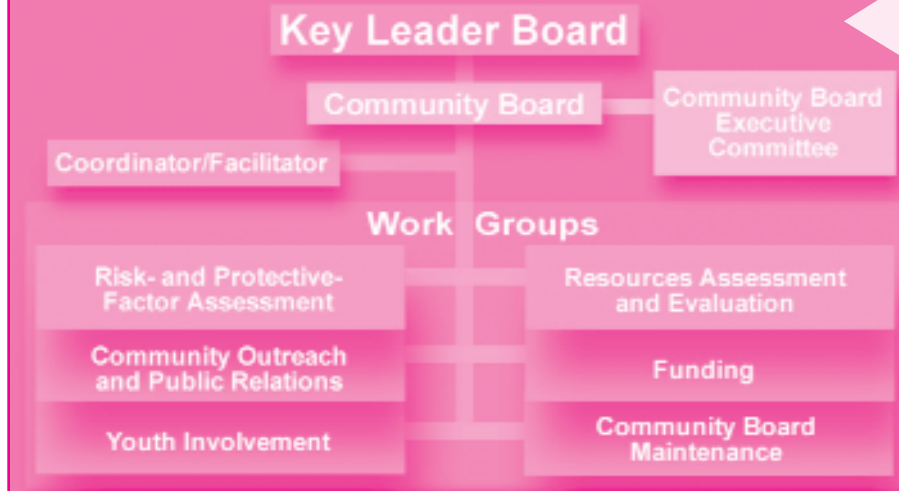 Key Leader Board
Community Board
Community Board
Executive
Committee
Coordinator/Facilitator
Work Groups
Risk- and Protective-
Factor Assessment
Resources Assessment
and Evaluation
Community Outreach
and Public Relations
Funding
Youth Involvement
Community Board
Maintenance